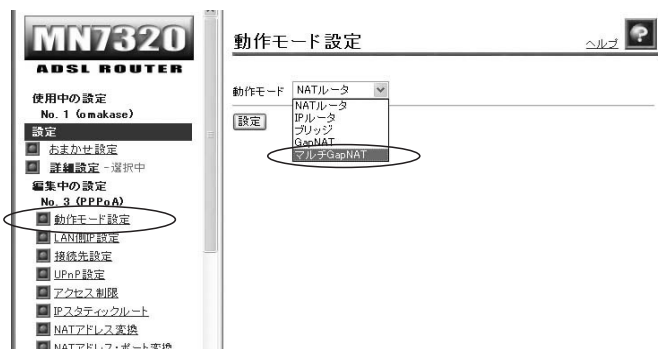 MN7320
ADSL ROUTER
使用中の設定
No. 1 (omakase)
設定
おまかせ設定
詳細設定 - 選択中
編集中の設定
No. 3 (PPPoA)
動作モード設定
LAN側IP設定
接続先設定
UPnP設定
アクセス制限
IPスタティックルート
NATアドレス変換
NATアドレス・ポート変換
動作モード設定
ヘルプ
?
動作モード NATルータ
NATルータ
IPルータ
ブリッジ
GapNAT
マルチGapNAT
設定